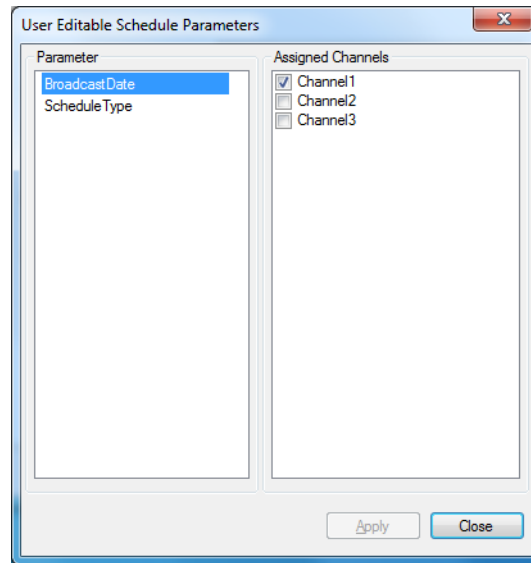 User Editable Schedule Parameters
Parameter
BroadcastDate
ScheduleType
Assigned Channels
Channel1
Channel2
Channel3
Apply
Close